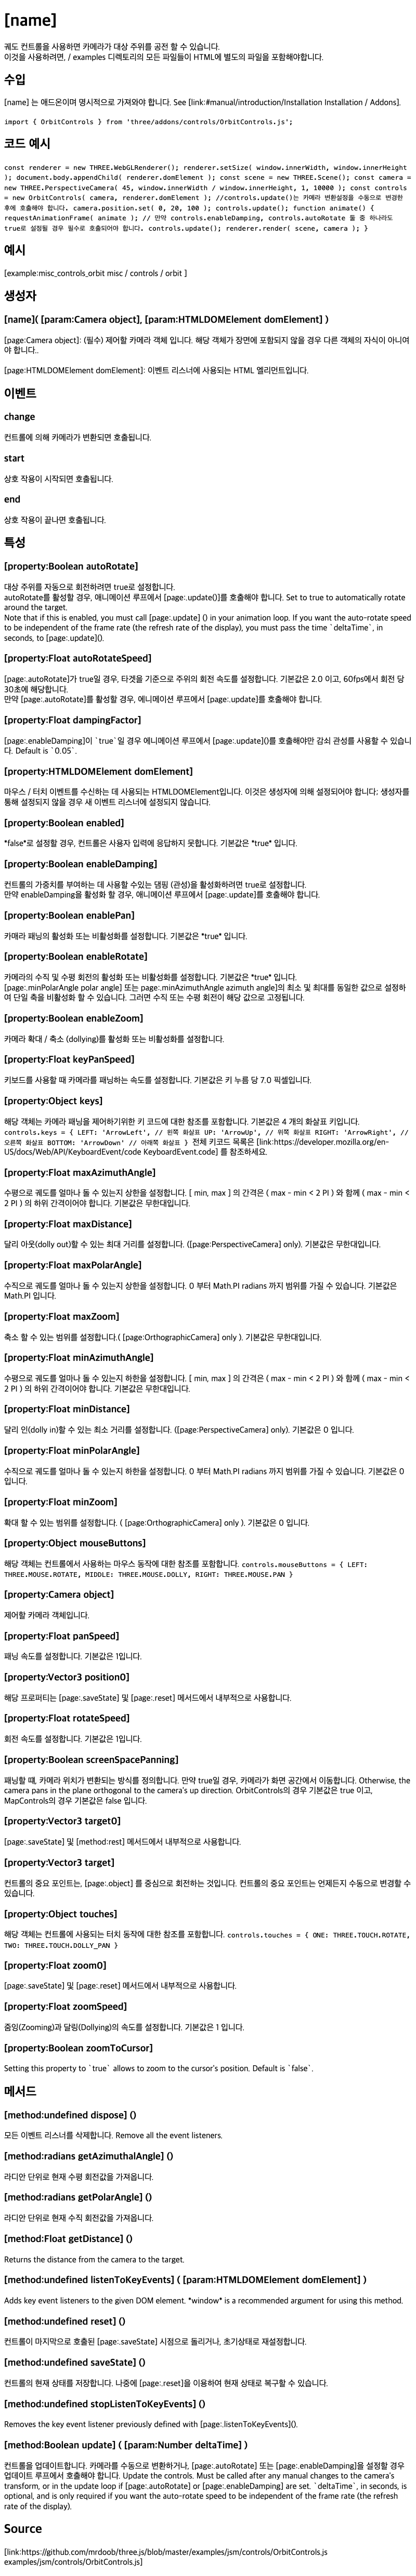 [name]
궤도 컨트롤을 사용하면 카메라가 대상 주위를 공전 할 수 있습니다.
이것을 사용하려면, / examples 디렉토리의 모든 파일들이 HTML에 별도의 파일을 포함해야합니다.
수입
[name] 는 애드온이며 명시적으로 가져와야 합니다. See [link:#manual/introduction/Installation Installation / Addons].
import { OrbitControls } from 'three/addons/controls/OrbitControls.js';
코드 예시
const renderer = new THREE.WebGLRenderer(); renderer.setSize( window.innerWidth, window.innerHeight
); document.body.appendChild( renderer.domElement ); const scene = new THREE.Scene(); const camera =
new THREE.PerspectiveCamera( 45, window.innerWidth / window.innerHeight, 1, 10000 ); const controls
= new OrbitControls( camera, renderer.domElement ); //controls.update()는 카메라 변환설정을 수동으로 변경한
후에 호출해야 합니다. camera.position.set( 0, 20, 100 ); controls.update(); function animate() {
requestAnimationFrame( animate ); // 만약 controls.enableDamping, controls.autoRotate 둘 중 하나라도
true로 설정될 경우 필수로 호출되어야 합니다. controls.update(); renderer.render( scene, camera ); }
예시
[example:misc_controls_orbit misc / controls / orbit ]
생성자
[name]( [param:Camera object], [param:HTMLDOMElement domElement] )
[page:Camera object]: (필수) 제어할 카메라 객체 입니다. 해당 객체가 장면에 포함되지 않을 경우 다른 객체의 자식이 아니여
야 합니다..
[page:HTMLDOMElement domElement]: 이벤트 리스너에 사용되는 HTML 엘리먼트입니다.
이벤트
change
컨트롤에 의해 카메라가 변환되면 호출됩니다.
start
상호 작용이 시작되면 호출됩니다.
end
상호 작용이 끝나면 호출됩니다.
특성
[property:Boolean autoRotate]
대상 주위를 자동으로 회전하려면 true로 설정합니다.
autoRotate를 활성할 경우, 애니메이션 루프에서 [page:.update()]를 호출해야 합니다. Set to true to automatically rotate
around the target.
Note that if this is enabled, you must call [page:.update] () in your animation loop. If you want the auto-rotate speed
to be independent of the frame rate (the refresh rate of the display), you must pass the time `deltaTime`, in
seconds, to [page:.update]().
[property:Float autoRotateSpeed]
[page:.autoRotate]가 true일 경우, 타겟을 기준으로 주위의 회전 속도를 설정합니다. 기본값은 2.0 이고, 60fps에서 회전 당
30초에 해당합니다.
만약 [page:.autoRotate]를 활성할 경우, 에니메이션 루프에서 [page:.update]를 호출해야 합니다.
[property:Float dampingFactor]
[page:.enableDamping]이 `true`일 경우 에니메이션 루프에서 [page:.update]()를 호출해야만 감쇠 관성를 사용할 수 있습니
다. Default is `0.05`.
[property:HTMLDOMElement domElement]
마우스 / 터치 이벤트를 수신하는 데 사용되는 HTMLDOMElement입니다. 이것은 생성자에 의해 설정되어야 합니다; 생성자를
통해 설정되지 않을 경우 새 이벤트 리스너에 설정되지 않습니다.
[property:Boolean enabled]
*false*로 설정할 경우, 컨트롤은 사용자 입력에 응답하지 못합니다. 기본값은 *true* 입니다.
[property:Boolean enableDamping]
컨트롤의 가중치를 부여하는 데 사용할 수있는 댐핑 (관성)을 활성화하려면 true로 설정합니다.
만약 enableDamping을 활성화 할 경우, 애니메이션 루프에서 [page:.update]를 호출해야 합니다.
[property:Boolean enablePan]
카매라 패닝의 활성화 또는 비활성화를 설정합니다. 기본값은 *true* 입니다.
[property:Boolean enableRotate]
카메라의 수직 및 수평 회전의 활성화 또는 비활성화를 설정합니다. 기본값은 *true* 입니다.
[page:.minPolarAngle polar angle] 또는 [page:.minAzimuthAngle azimuth angle]의 최소 및 최대를 동일한 값으로 설정하
여 단일 축을 비활성화 할 수 있습니다. 그러면 수직 또는 수평 회전이 해당 값으로 고정됩니다.
[property:Boolean enableZoom]
카메라 확대 / 축소 (dollying)를 활성화 또는 비활성화를 설정합니다.
[property:Float keyPanSpeed]
키보드를 사용할 때 카메라를 패닝하는 속도를 설정합니다. 기본값은 키 누름 당 7.0 픽셀입니다.
[property:Object keys]
해당 객체는 카메라 패닝을 제어하기위한 키 코드에 대한 참조를 포함합니다. 기본값은 4 개의 화살표 키입니다.
controls.keys = { LEFT: 'ArrowLeft', // 왼쪽 화살표 UP: 'ArrowUp', // 위쪽 화살표 RIGHT: 'ArrowRight', //
오른쪽 화살표 BOTTOM: 'ArrowDown' // 아래쪽 화살표 } 전체 키코드 목록은 [link:https://developer.mozilla.org/en-
US/docs/Web/API/KeyboardEvent/code KeyboardEvent.code] 를 참조하세요.
[property:Float maxAzimuthAngle]
수평으로 궤도를 얼마나 돌 수 있는지 상한을 설정합니다. [ min, max ] 의 간격은 ( max - min < 2 PI ) 와 함께 ( max - min <
2 PI ) 의 하위 간격이어야 합니다. 기본값은 무한대입니다.
[property:Float maxDistance]
달리 아웃(dolly out)할 수 있는 최대 거리를 설정합니다. ([page:PerspectiveCamera] only). 기본값은 무한대입니다.
[property:Float maxPolarAngle]
수직으로 궤도를 얼마나 돌 수 있는지 상한을 설정합니다. 0 부터 Math.PI radians 까지 범위를 가질 수 있습니다. 기본값은
Math.PI 입니다.
[property:Float maxZoom]
축소 할 수 있는 범위를 설정합니다.( [page:OrthographicCamera] only ). 기본값은 무한대입니다.
[property:Float minAzimuthAngle]
수평으로 궤도를 얼마나 돌 수 있는지 하한을 설정합니다. [ min, max ] 의 간격은 ( max - min < 2 PI ) 와 함께 ( max - min <
2 PI ) 의 하위 간격이어야 합니다. 기본값은 무한대입니다.
[property:Float minDistance]
달리 인(dolly in)할 수 있는 최소 거리를 설정합니다. ([page:PerspectiveCamera] only). 기본값은 0 입니다.
[property:Float minPolarAngle]
수직으로 궤도를 얼마나 돌 수 있는지 하한을 설정합니다. 0 부터 Math.PI radians 까지 범위를 가질 수 있습니다. 기본값은 0
입니다.
[property:Float minZoom]
확대 할 수 있는 범위를 설정합니다. ( [page:OrthographicCamera] only ). 기본값은 0 입니다.
[property:Object mouseButtons]
해당 객체는 컨트롤에서 사용하는 마우스 동작에 대한 참조를 포함합니다. controls.mouseButtons = { LEFT:
THREE.MOUSE.ROTATE, MIDDLE: THREE.MOUSE.DOLLY, RIGHT: THREE.MOUSE.PAN }
[property:Camera object]
제어할 카메라 객체입니다.
[property:Float panSpeed]
패닝 속도를 설정합니다. 기본값은 1입니다.
[property:Vector3 position0]
해당 프로퍼티는 [page:.saveState] 및 [page:.reset] 메서드에서 내부적으로 사용합니다.
[property:Float rotateSpeed]
회전 속도를 설정합니다. 기본값은 1입니다.
[property:Boolean screenSpacePanning]
패닝할 떄, 카메라 위치가 변환되는 방식를 정의합니다. 만약 true일 경우, 카메라가 화면 공간에서 이동합니다. Otherwise, the
camera pans in the plane orthogonal to the camera's up direction. OrbitControls의 경우 기본값은 true 이고,
MapControls의 경우 기본값은 false 입니다.
[property:Vector3 target0]
[page:.saveState] 및 [method:rest] 메서드에서 내부적으로 사용합니다.
[property:Vector3 target]
컨트롤의 중요 포인트는, [page:.object] 를 중심으로 회전하는 것입니다. 컨트롤의 중요 포인트는 언제든지 수동으로 변경할 수
있습니다.
[property:Object touches]
해당 객체는 컨트롤에 사용되는 터치 동작에 대한 참조를 포함합니다. controls.touches = { ONE: THREE.TOUCH.ROTATE,
TWO: THREE.TOUCH.DOLLY_PAN }
[property:Float zoom0]
[page:.saveState] 및 [page:.reset] 메서드에서 내부적으로 사용합니다.
[property:Float zoomSpeed]
줌잉(Zooming)과 달링(Dollying)의 속도를 설정합니다. 기본값은 1 입니다.
[property:Boolean zoomToCursor]
Setting this property to `true` allows to zoom to the cursor's position. Default is `false`.
메서드
[method:undefined dispose] ()
모든 이벤트 리스너를 삭제합니다. Remove all the event listeners.
[method:radians getAzimuthalAngle] ()
라디안 단위로 현재 수평 회전값을 가져옵니다.
[method:radians getPolarAngle] ()
라디안 단위로 현재 수직 회전값을 가져옵니다.
[method:Float getDistance] ()
Returns the distance from the camera to the target.
[method:undefined listenToKeyEvents] ( [param:HTMLDOMElement domElement] )
Adds key event listeners to the given DOM element. *window* is a recommended argument for using this method.
[method:undefined reset] ()
컨트롤이 마지막으로 호출된 [page:.saveState] 시점으로 돌리거나, 초기상태로 재설정합니다.
[method:undefined saveState] ()
컨트롤의 현재 상태를 저장합니다. 나중에 [page:.reset]을 이용하여 현재 상태로 복구할 수 있습니다.
[method:undefined stopListenToKeyEvents] ()
Removes the key event listener previously defined with [page:.listenToKeyEvents]().
[method:Boolean update] ( [param:Number deltaTime] )
컨트롤을 업데이트합니다. 카메라를 수동으로 변환하거나, [page:.autoRotate] 또는 [page:.enableDamping]을 설정할 경우
업데이트 루프에서 호출해야 합니다. Update the controls. Must be called after any manual changes to the camera's
transform, or in the update loop if [page:.autoRotate] or [page:.enableDamping] are set. `deltaTime`, in seconds, is
optional, and is only required if you want the auto-rotate speed to be independent of the frame rate (the refresh
rate of the display).
Source
[link:https://github.com/mrdoob/three.js/blob/master/examples/jsm/controls/OrbitControls.js
examples/jsm/controls/OrbitControls.js]